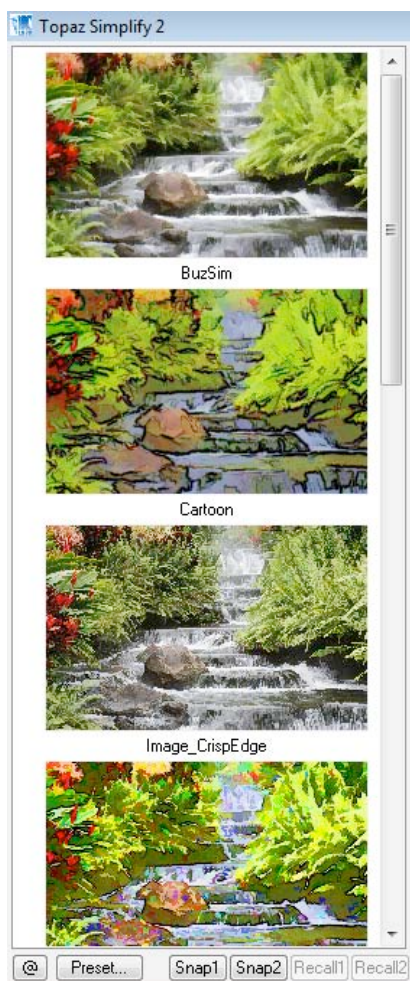 Topaz Simplify 2
BuzSim
Cartoon
Image_CrispEdge
@ Preset... Snap1 Snap2 Recall1 Recall2